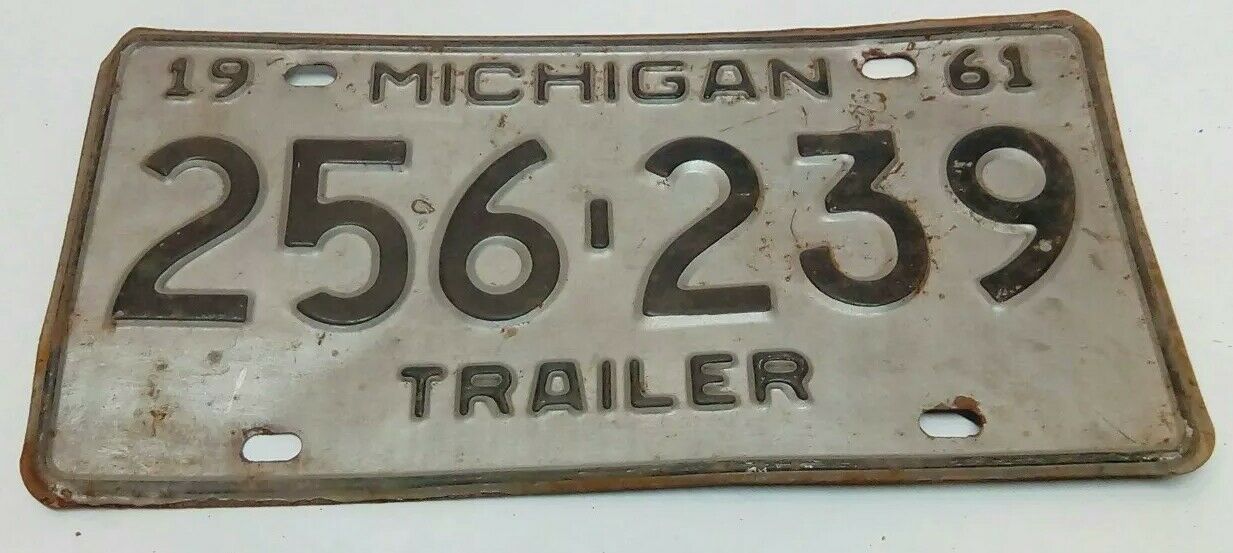 19 MICHIGAN 61
256-239
TRAILER